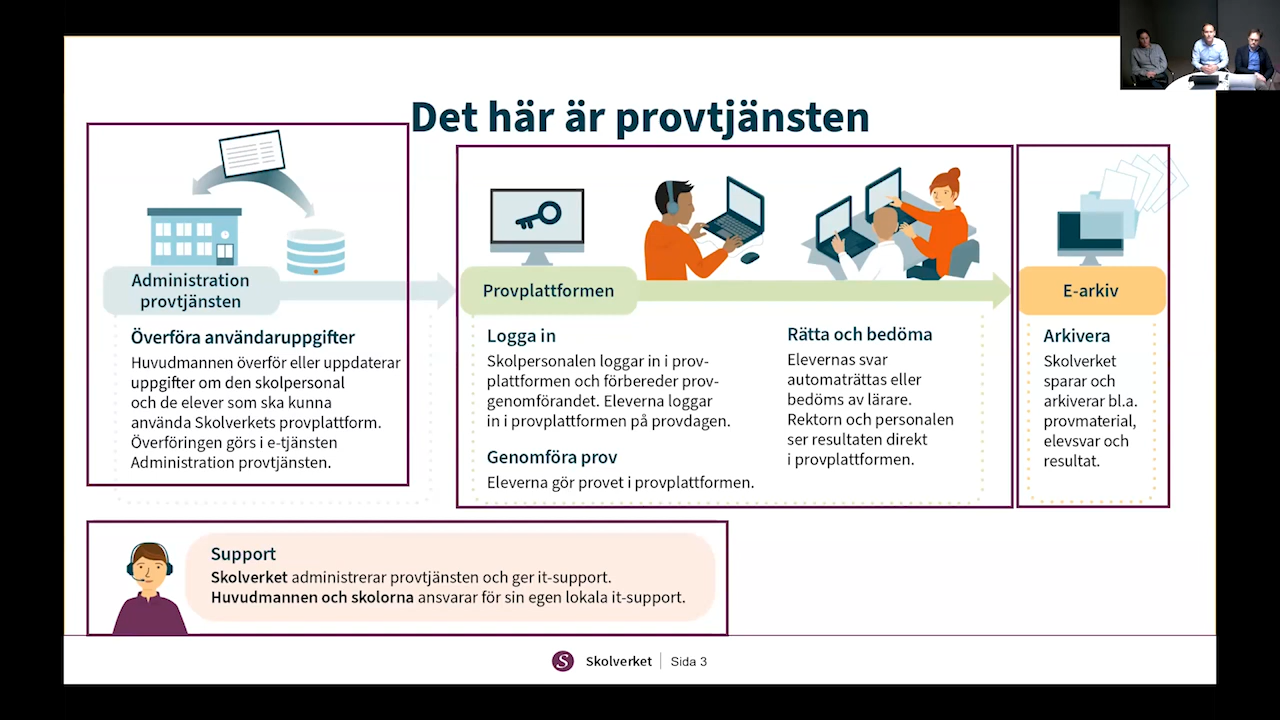 Det här är provtjänsten
Administration
provtjänsten
Överföra användaruppgifter
Huvudmannen överför eller uppdaterar
uppgifter om den skolpersonal
och de elever som ska kunna
använda Skolverkets provplattform.
Överföringen görs i e-tjänsten
Administration provtjänsten.
Provplattformen
Logga in
Skolpersonalen loggar in i prov-
plattformen och förbereder prov-
genomförandet. Eleverna loggar
in i provplattformen på provdagen.
Genomföra prov
Eleverna gör provet i provplattformen.
Rätta och bedöma
Elevernas svar
automaträttas eller
bedöms av lärare.
Rektorn och personalen
ser resultaten direkt
i provplattformen.
E-arkiv
Arkivera
Skolverket
sparar och
arkiverar bl.a.
provmaterial,
elevsvar och
resultat.
Support
Skolverket administrerar provtjänsten och ger it-support.
Huvudmannen och skolorna ansvarar för sin egen lokala it-support.
S Skolverket Sida 3